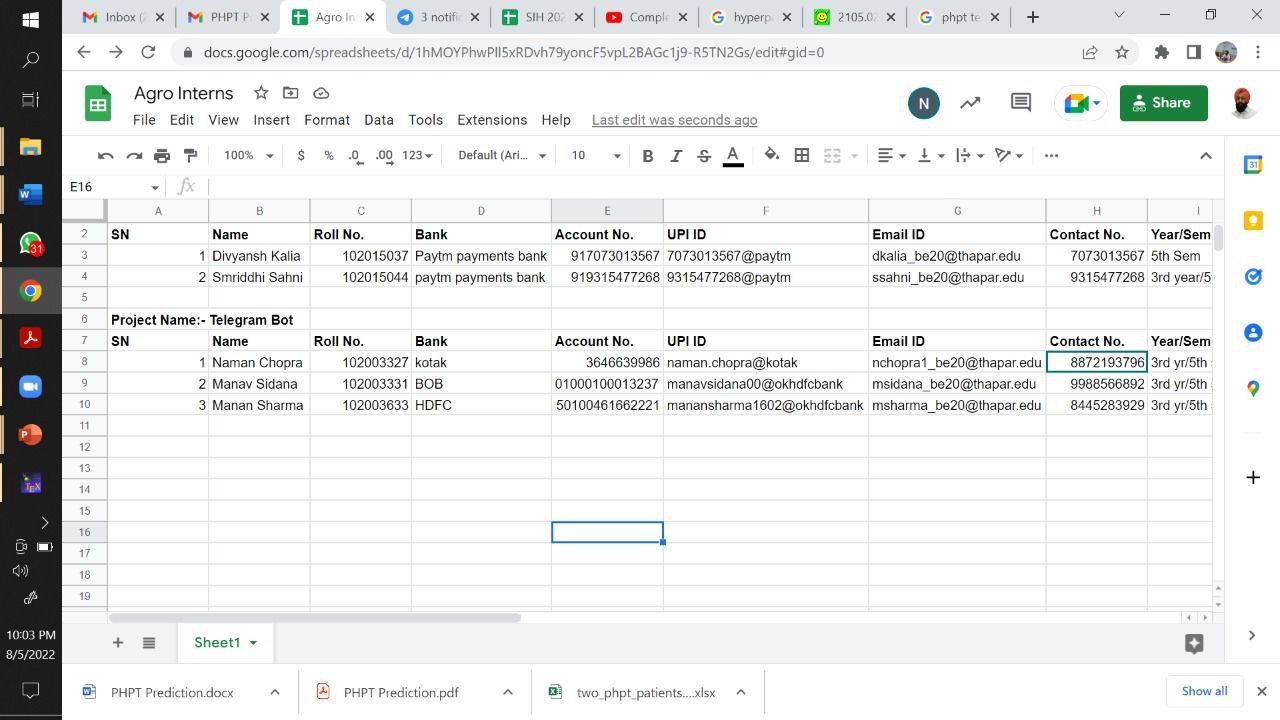 Inbox (2
PHPT P
Agro In
3 notifi
SIH 202
Comple
hyperp
2105.02
phpt te
docs.google.com/spreadsheets/d/1hMOYPhwPlI5xRDvh79yoncF5vpL2BAGc1j9-R5TN2Gs/edit#gid=0
Agro Interns
N
Share
File Edit View Insert Format Data Tools Extensions Help Last edit was seconds ago
100% $ % .0 .00 123 Default (Ari... 10 B I S A
E16 fx
A B C D E F G H I
2 SN Name Roll No. Bank Account No. UPI ID Email ID Contact No. Year/Sem
3 1 Divyansh Kalia 102015037 Paytm payments bank 917073013567 7073013567@paytm dkalia_be20@thapar.edu 7073013567 5th Sem
4 2 Smriddhi Sahni 102015044 paytm payments bank 919315477268 9315477268@paytm ssahni_be20@thapar.edu 9315477268 3rd year/5
5
6 Project Name:- Telegram Bot
7 SN Name Roll No. Bank Account No. UPI ID Email ID Contact No. Year/Sem
8 1 Naman Chopra 102003327 kotak 3646639986 naman.chopra@kotak nchopra1_be20@thapar.edu 8872193796 3rd yr/5th
9 2 Manav Sidana 102003331 BOB 01000100013237 manavsidana00@okhdfcbank msidana_be20@thapar.edu 9988566892 3rd yr/5th
10 3 Manan Sharma 102003633 HDFC 50100461662221 manansharma1602@okhdfcbank msharma_be20@thapar.edu 8445283929 3rd yr/5th
11
12
13
14
15
16
17
18
19
31
31
10:03 PM
8/5/2022
Sheet1
PHPT Prediction.docx
PHPT Prediction.pdf
two_phpt_patients....xlsx
Show all